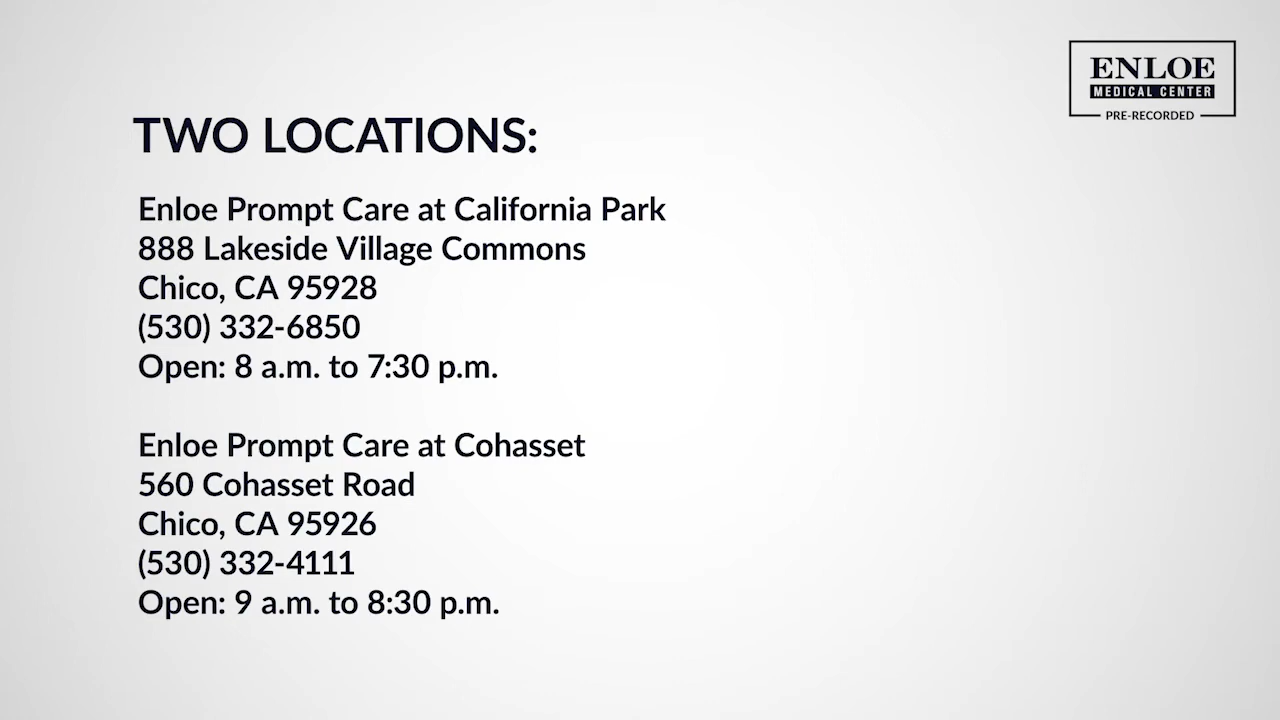 ENLOE
MEDICAL CENTER
PRE-RECORDED
TWO LOCATIONS:
Enloe Prompt Care at California Park
888 Lakeside Village Commons
Chico, CA 95928
(530) 332-6850
Open: 8 a.m. to 7:30 p.m.
Enloe Prompt Care at Cohasset
560 Cohasset Road
Chico, CA 95926
(530) 332-4111
Open: 9 a.m. to 8:30 p.m.